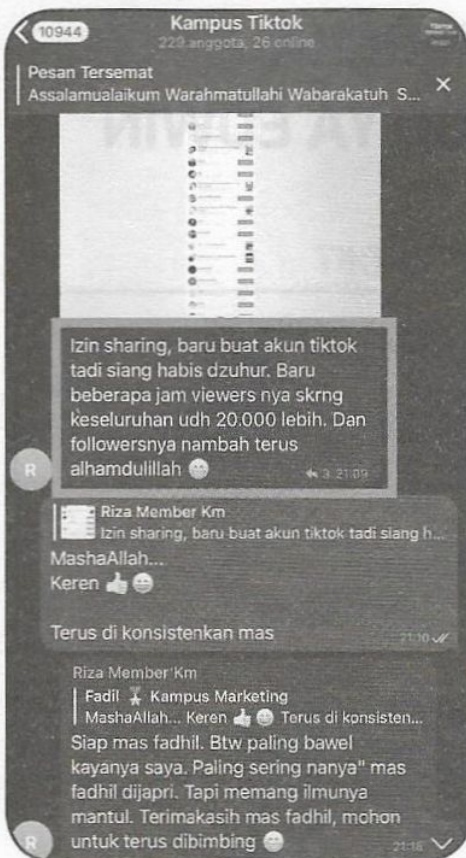 10944
Kampus Tiktok
229 anggota, 26 online
Pesan Tersemat
Assalamualaikum Warahmatullahi Wabarakatuh S...
Izin sharing, baru buat akun tiktok
tadi siang habis dzuhur. Baru
beberapa jam viewers nya skrng
keseluruhan udh 20.000 lebih. Dan
followersnya nambah terus
alhamdulillah 😁
3, 21:09
R
Riza Member Km
Izin sharing, baru buat akun tiktok tadi siang h...
MashaAllah...
Keren 👍😁
Terus di konsistenkan mas
21:10
Riza Member Km
Fadil Kampus Marketing
MashaAllah... Keren 👍😁 Terus di konsisten...
Siap mas fadhil. Btw paling bawel
kayanya saya. Paling sering nanya" mas
fadhil dijapri. Tapi memang ilmunya
mantul. Terimakasih mas fadhil, mohon
untuk terus dibimbing 😁
R